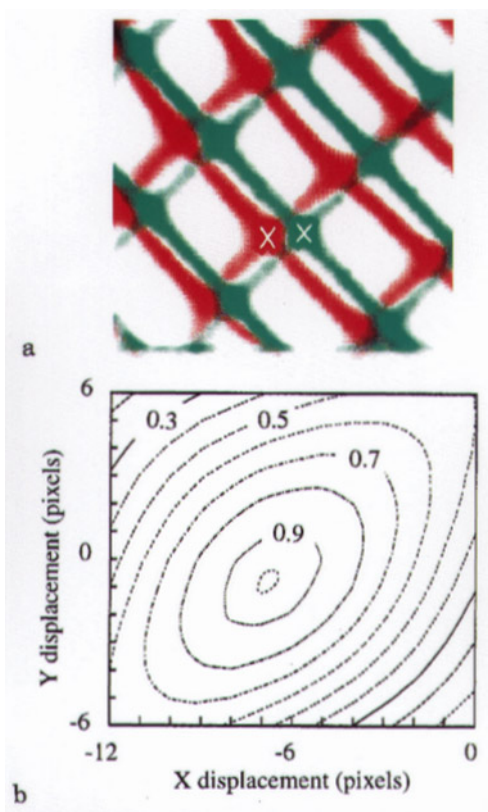 X X
a
6
0.3 0.5
0.7
0.9
0
-6
-12 -6 0
Y displacement (pixels)
X displacement (pixels)
b